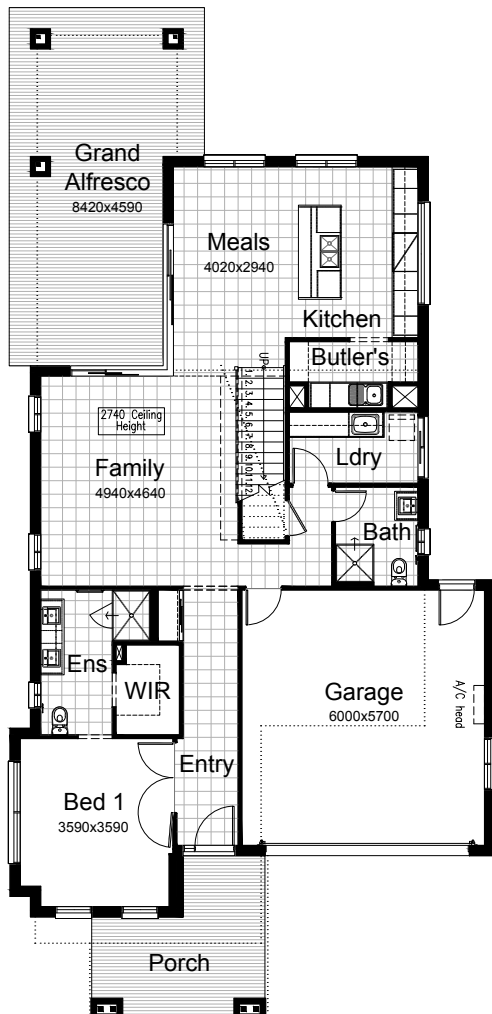 Grand
Alfresco
8420x4590
Meals
4020x2940
Kitchen
Butler's
UP
1
2
3
4
5
6
7
8
9
10
11
12
2740 Ceiling
Height
Family
4940x4640
Ldry
Bath
Ens
WIR
Garage
6000x5700
A/C head
Entry
Bed 1
3590x3590
Porch